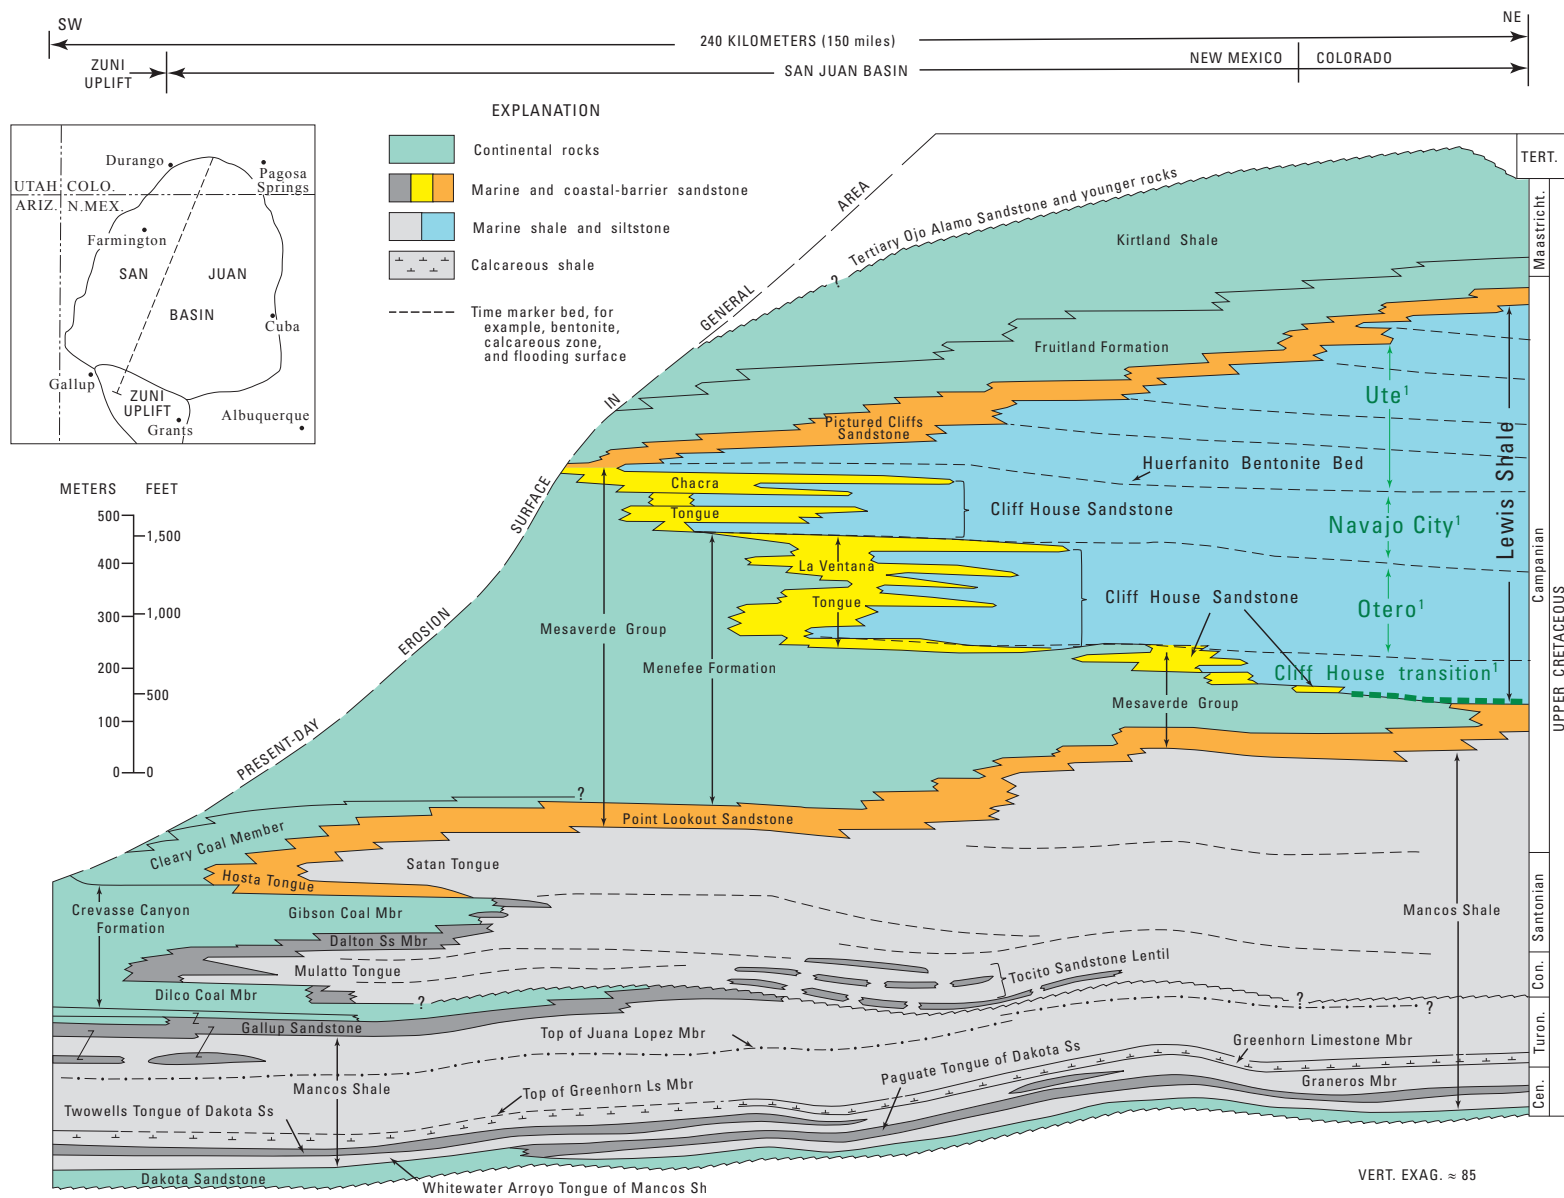 SW
NE
240 KILOMETERS (150 miles)
ZUNI
UPLIFT
SAN JUAN BASIN
NEW MEXICO
COLORADO
EXPLANATION
Continental rocks
Marine and coastal-barrier sandstone
Marine shale and siltstone
Calcareous shale
Time marker bed, for
example, bentonite,
calcareous zone,
and flooding surface
Durango
Pagosa
Springs
UTAH
COLO.
ARIZ.
N.MEX.
Farmington
SAN
JUAN
BASIN
Cuba
Gallup
ZUNI
UPLIFT
Grants
Albuquerque
METERS
FEET
500
1,500
400
300
1,000
200
500
100
0
0
PRESENT-DAY
EROSION
SURFACE
IN
GENERAL
AREA
? Tertiary Ojo Alamo Sandstone and younger rocks
Kirtland Shale
Fruitland Formation
Pictured Cliffs
Sandstone
Ute1
Huerfanito Bentonite Bed
Chacra
Tongue
Cliff House Sandstone
Navajo City1
Lewis Shale
La Ventana
Tongue
Cliff House Sandstone
Otero1
Mesaverde Group
Menefee Formation
Cliff House transition1
Mesaverde Group
?
Point Lookout Sandstone
Cleary Coal Member
Satan Tongue
Hosta Tongue
Crevasse Canyon
Formation
Gibson Coal Mbr
Dalton Ss Mbr
Mancos Shale
Mulatto Tongue
Tocito Sandstone Lentil
Dilco Coal Mbr
?
?
?
Gallup Sandstone
Top of Juana Lopez Mbr
Greenhorn Limestone Mbr
Paguate Tongue of Dakota Ss
Mancos Shale
Top of Greenhorn Ls Mbr
Graneros Mbr
Twowells Tongue of Dakota Ss
Dakota Sandstone
Whitewater Arroyo Tongue of Mancos Sh
VERT. EXAG. ≈ 85
TERT.
Maastricht.
Campanian
Santonian
Con.
Turon.
Cen.
UPPER CRETACEOUS